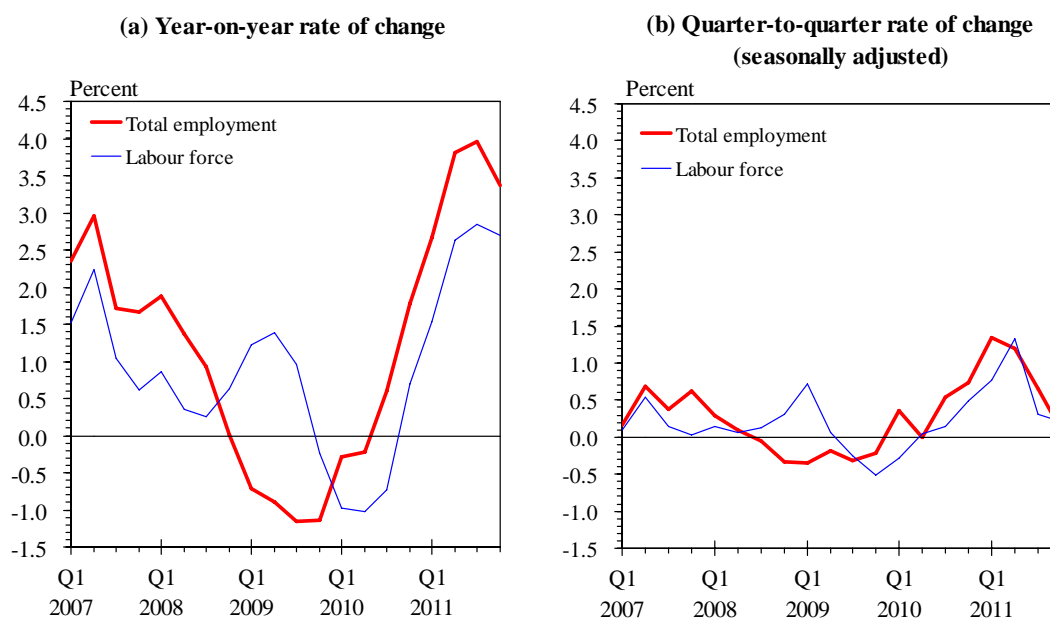 (a) Year-on-year rate of change
Percent
4.5
4.0
3.5
3.0
2.5
2.0
1.5
1.0
0.5
0.0
-0.5
-1.0
-1.5
Total employment
Labour force
Q1 Q1 Q1 Q1 Q1
2007 2008 2009 2010 2011
(b) Quarter-to-quarter rate of change
(seasonally adjusted)
Percent
4.5
4.0
3.5
3.0
2.5
2.0
1.5
1.0
0.5
0.0
-0.5
-1.0
-1.5
Total employment
Labour force
Q1 Q1 Q1 Q1 Q1
2007 2008 2009 2010 2011